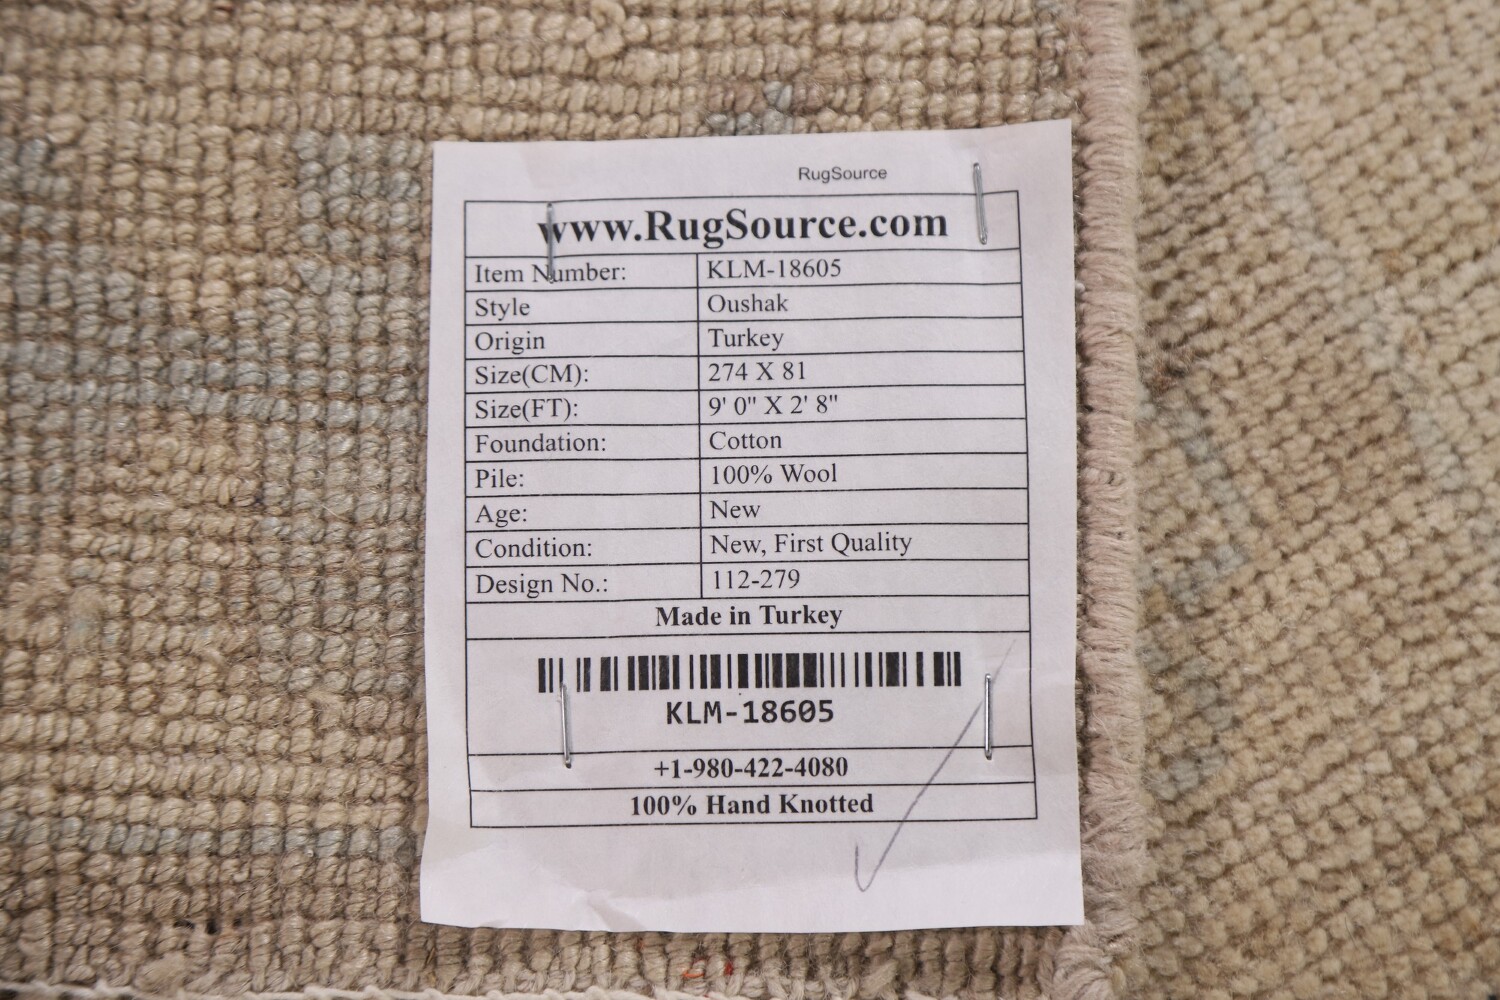 RugSource
www.RugSource.com
Item Number: KLM-18605
Style Oushak
Origin Turkey
Size(CM): 274 X 81
Size(FT): 9' 0" X 2' 8"
Foundation: Cotton
Pile: 100% Wool
Age: New
Condition: New, First Quality
Design No.: 112-279
Made in Turkey
KLM-18605
+1-980-422-4080
100% Hand Knotted